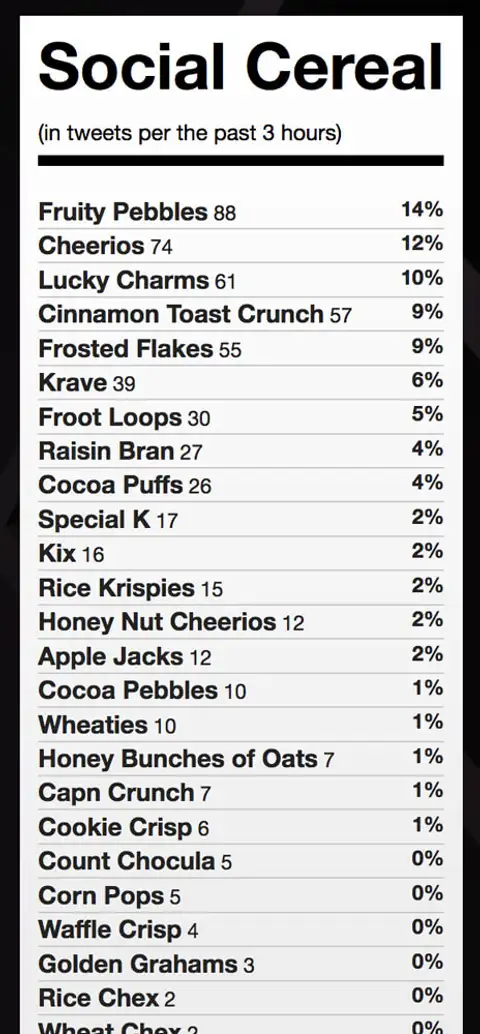 Social Cereal
(in tweets per the past 3 hours)
Fruity Pebbles 88 14%
Cheerios 74 12%
Lucky Charms 61 10%
Cinnamon Toast Crunch 57 9%
Frosted Flakes 55 9%
Krave 39 6%
Froot Loops 30 5%
Raisin Bran 27 4%
Cocoa Puffs 26 4%
Special K 17 2%
Kix 16 2%
Rice Krispies 15 2%
Honey Nut Cheerios 12 2%
Apple Jacks 12 2%
Cocoa Pebbles 10 1%
Wheaties 10 1%
Honey Bunches of Oats 7 1%
Capn Crunch 7 1%
Cookie Crisp 6 1%
Count Chocula 5 0%
Corn Pops 5 0%
Waffle Crisp 4 0%
Golden Grahams 3 0%
Rice Chex 2 0%
Wheat Chex 2 0%